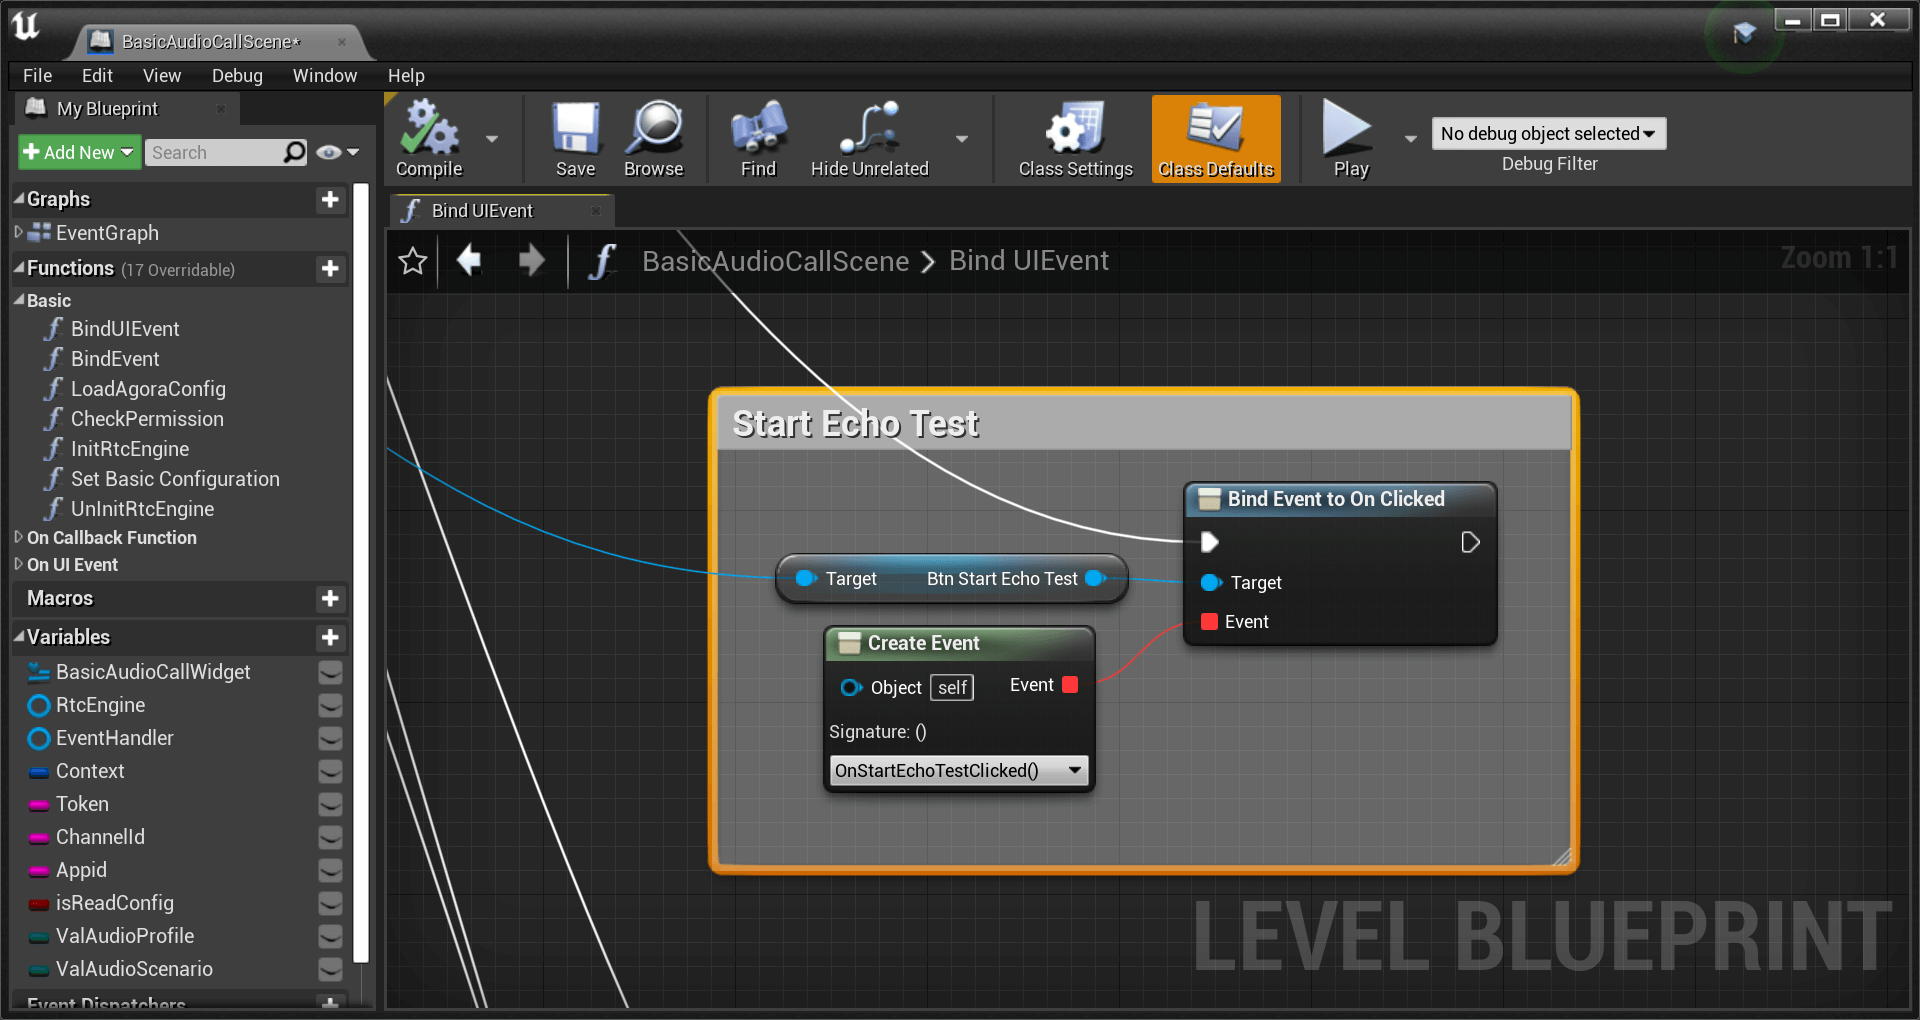 BasicAudioCallScene*
File Edit View Debug Window Help
My Blueprint
Add New Search
Graphs
EventGraph
Functions (17 Overridable)
Basic
BindUIEvent
BindEvent
LoadAgoraConfig
CheckPermission
InitRtcEngine
Set Basic Configuration
UnInitRtcEngine
On Callback Function
On UI Event
Macros
Variables
BasicAudioCallWidget
RtcEngine
EventHandler
Context
Token
ChannelId
Appid
isReadConfig
ValAudioProfile
ValAudioScenario
Event Dispatchers
Compile Save Browse Find Hide Unrelated Class Settings Class Defaults Play
No debug object selected
Debug Filter
Bind UIEvent
BasicAudioCallScene > Bind UIEvent
Zoom 1:1
Start Echo Test
Bind Event to On Clicked
Target
Event
Target Btn Start Echo Test
Create Event
Object self Event
Signature: ()
OnStartEchoTestClicked()
LEVEL BLUEPRINT